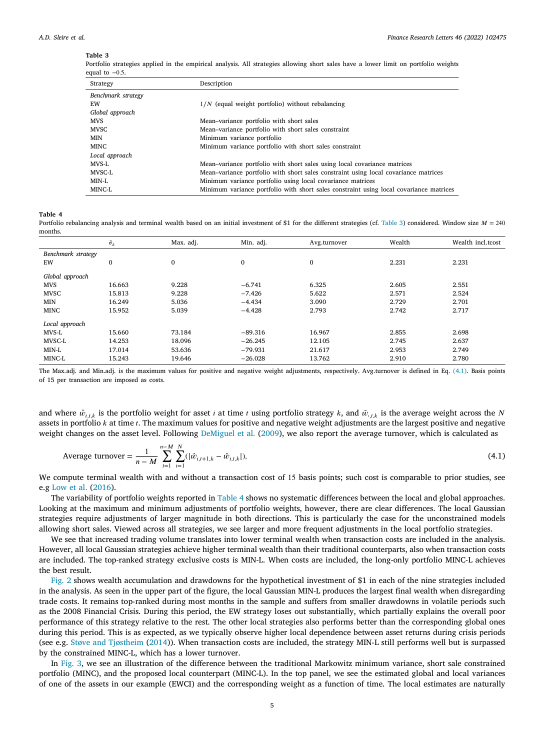 A.D. Sleire et al.
Finance Research Letters 46 (2022) 102475
Table 3
Portfolio strategies applied in the empirical analysis. All strategies allowing short sales have a lower limit on portfolio weights
equal to −0.5.
Strategy Description
Benchmark strategy
EW 1/N (equal weight portfolio) without rebalancing
Global approach
MVS Mean–variance portfolio with short sales
MVSC Mean–variance portfolio with short sales constraint
MIN Minimum variance portfolio
MINC Minimum variance portfolio with short sales constraint
Local approach
MVS-L Mean–variance portfolio with short sales using local covariance matrices
MVSC-L Mean–variance portfolio with short sales constraint using local covariance matrices
MIN-L Minimum variance portfolio using local covariance matrices
MINC-L Minimum variance portfolio with short sales constraint using local covariance matrices
Table 4
Portfolio rebalancing analysis and terminal wealth based on an initial investment of $1 for the different strategies (cf. Table 3) considered. Window size M = 240
months.
σ̂ₖ Max. adj. Min. adj. Avg.turnover Wealth Wealth incl.tcost
Benchmark strategy
EW 0 0 0 0 2.231 2.231
Global approach
MVS 16.663 9.228 −6.741 6.325 2.605 2.551
MVSC 15.813 9.228 −7.426 5.622 2.571 2.524
MIN 16.249 5.036 −4.434 3.090 2.729 2.701
MINC 15.952 5.039 −4.428 2.793 2.742 2.717
Local approach
MVS-L 15.660 73.184 −89.316 16.967 2.855 2.698
MVSC-L 14.253 18.096 −26.245 12.105 2.745 2.637
MIN-L 17.014 53.636 −79.931 21.617 2.953 2.749
MINC-L 15.243 19.646 −26.028 13.762 2.910 2.780
The Max.adj. and Min.adj. is the maximum values for positive and negative weight adjustments, respectively. Avg.turnover is defined in Eq. (4.1). Basis points
of 15 per transaction are imposed as costs.
and where ŵᵢ,ₜ,ₖ is the portfolio weight for asset i at time t using portfolio strategy k, and w̄.,ₜ,ₖ is the average weight across the N
assets in portfolio k at time t. The maximum values for positive and negative weight adjustments are the largest positive and negative
weight changes on the asset level. Following DeMiguel et al. (2009), we also report the average turnover, which is calculated as
Average turnover = 1/(n − M) ∑ₜ₌₁ⁿ⁻ᴹ ∑ᵢ₌₁ᴺ (|ŵᵢ,ₜ₊₁,ₖ − ŵᵢ,ₜ,ₖ|), (4.1)
We compute terminal wealth with and without a transaction cost of 15 basis points; such cost is comparable to prior studies, see
e.g Low et al. (2016).
The variability of portfolio weights reported in Table 4 shows no systematic differences between the local and global approaches.
Looking at the maximum and minimum adjustments of portfolio weights, however, there are clear differences. The local Gaussian
strategies require adjustments of larger magnitude in both directions. This is particularly the case for the unconstrained models
allowing short sales. Viewed across all strategies, we see larger and more frequent adjustments in the local portfolio strategies.
We see that increased trading volume translates into lower terminal wealth when transaction costs are included in the analysis.
However, all local Gaussian strategies achieve higher terminal wealth than their traditional counterparts, also when transaction costs
are included. The top-ranked strategy exclusive costs is MIN-L. When costs are included, the long-only portfolio MINC-L achieves
the best result.
Fig. 2 shows wealth accumulation and drawdowns for the hypothetical investment of $1 in each of the nine strategies included
in the analysis. As seen in the upper part of the figure, the local Gaussian MIN-L produces the largest final wealth when disregarding
trade costs. It remains top-ranked during most months in the sample and suffers from smaller drawdowns in volatile periods such
as the 2008 Financial Crisis. During this period, the EW strategy loses out substantially, which partially explains the overall poor
performance of this strategy relative to the rest. The other local strategies also performs better than the corresponding global ones
during this period. This is as expected, as we typically observe higher local dependence between asset returns during crisis periods
(see e.g. Støve and Tjøstheim (2014)). When transaction costs are included, the strategy MIN-L still performs well but is surpassed
by the constrained MINC-L, which has a lower turnover.
In Fig. 3, we see an illustration of the difference between the traditional Markowitz minimum variance, short sale constrained
portfolio (MINC), and the proposed local counterpart (MINC-L). In the top panel, we see the estimated global and local variances
of one of the assets in our example (EWCI) and the corresponding weight as a function of time. The local estimates are naturally
5